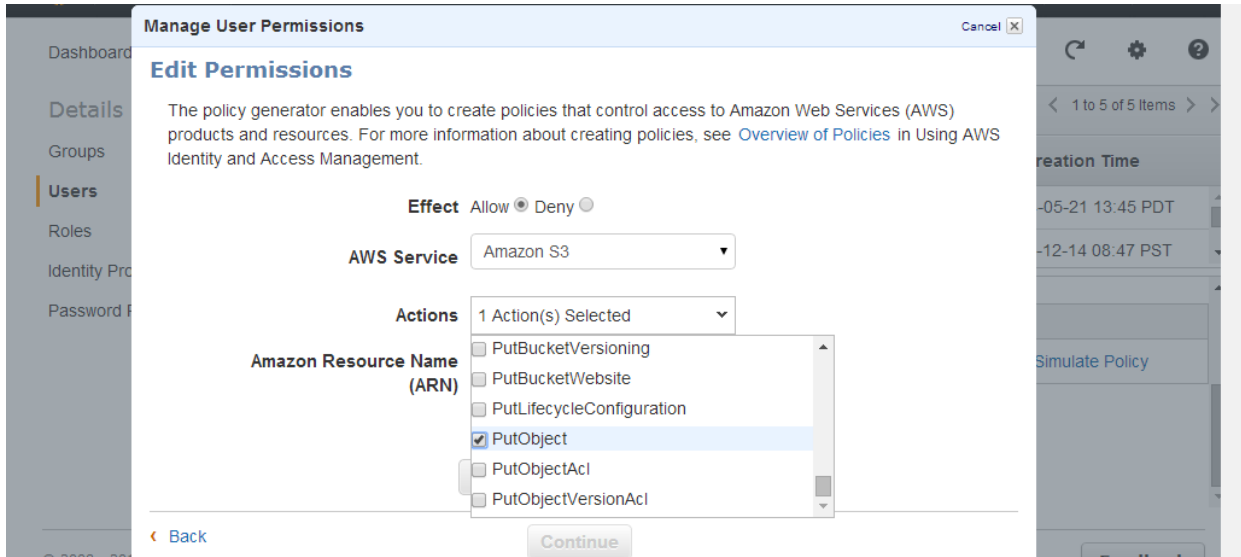 Manage User Permissions
Cancel
Edit Permissions
The policy generator enables you to create policies that control access to Amazon Web Services (AWS)
products and resources. For more information about creating policies, see Overview of Policies in Using AWS
Identity and Access Management.
Effect Allow Deny
AWS Service Amazon S3
Actions 1 Action(s) Selected
Amazon Resource Name
(ARN)
PutBucketVersioning
PutBucketWebsite
PutLifecycleConfiguration
PutObject
PutObjectAcl
PutObjectVersionAcl
Back
Continue
Dashboard
Details
Groups
Users
Roles
Identity Pro
Password
1 to 5 of 5 Items
reation Time
-05-21 13:45 PDT
-12-14 08:47 PST
Simulate Policy